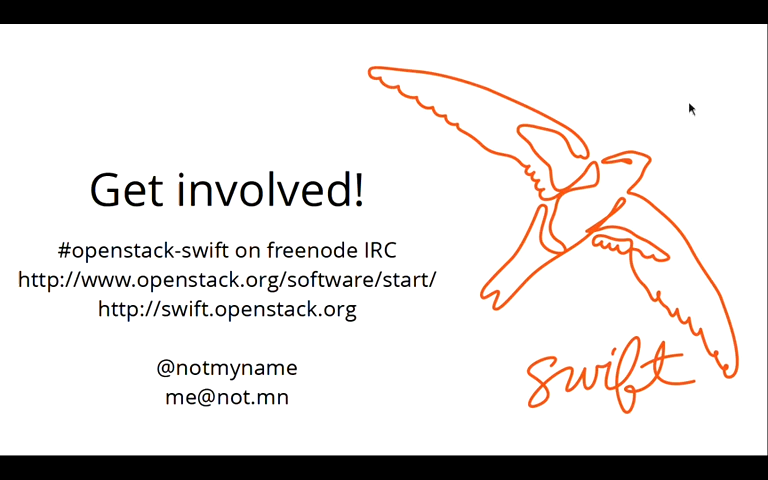 Get involved!
#openstack-swift on freenode IRC
http://www.openstack.org/software/start/
http://swift.openstack.org
@notmyname
me@not.mn
swift